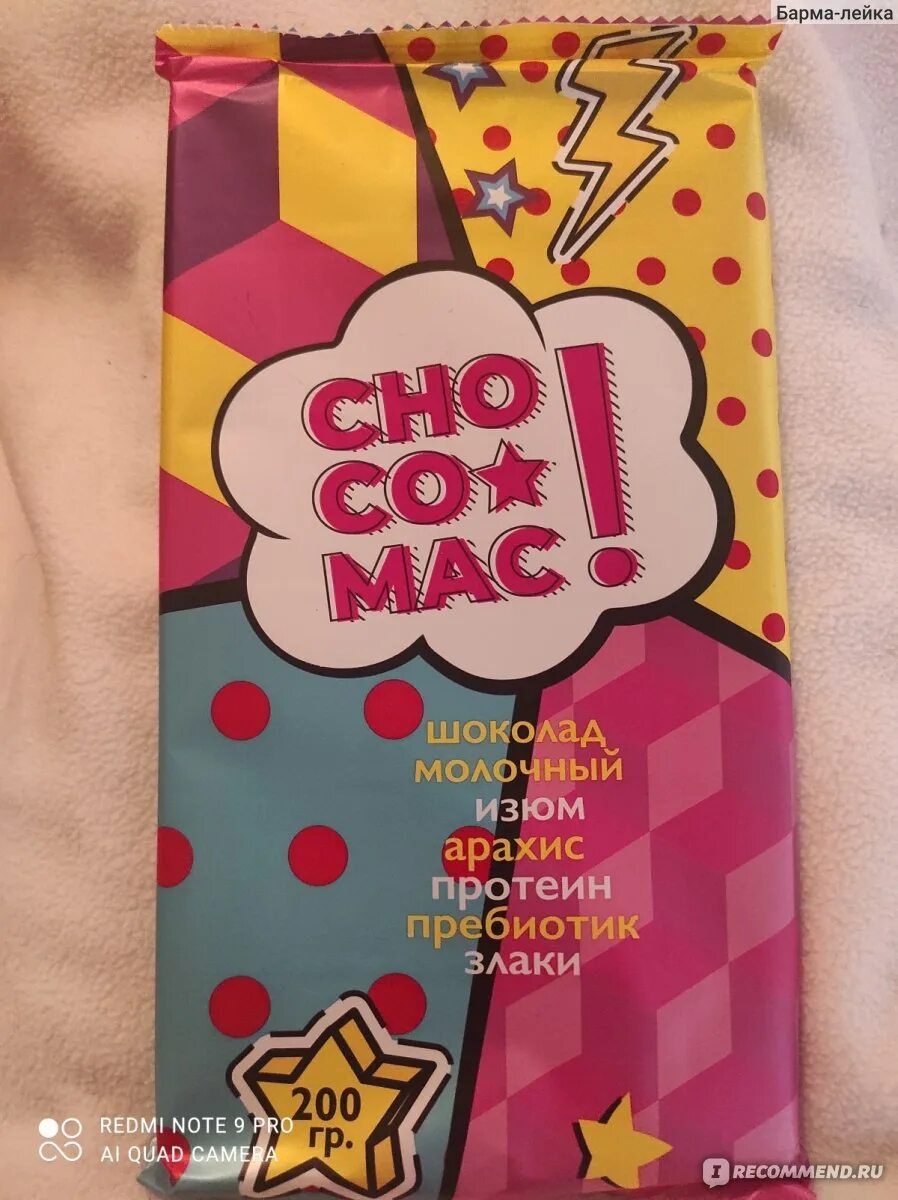 Барма-лейка
CHO
CO
MAC!
шоколад
молочный
изюм
арахис
протеин
пребиотик
злаки
200
гр.
REDMI NOTE 9 PRO
AI QUAD CAMERA
IRECOMMEND.RU